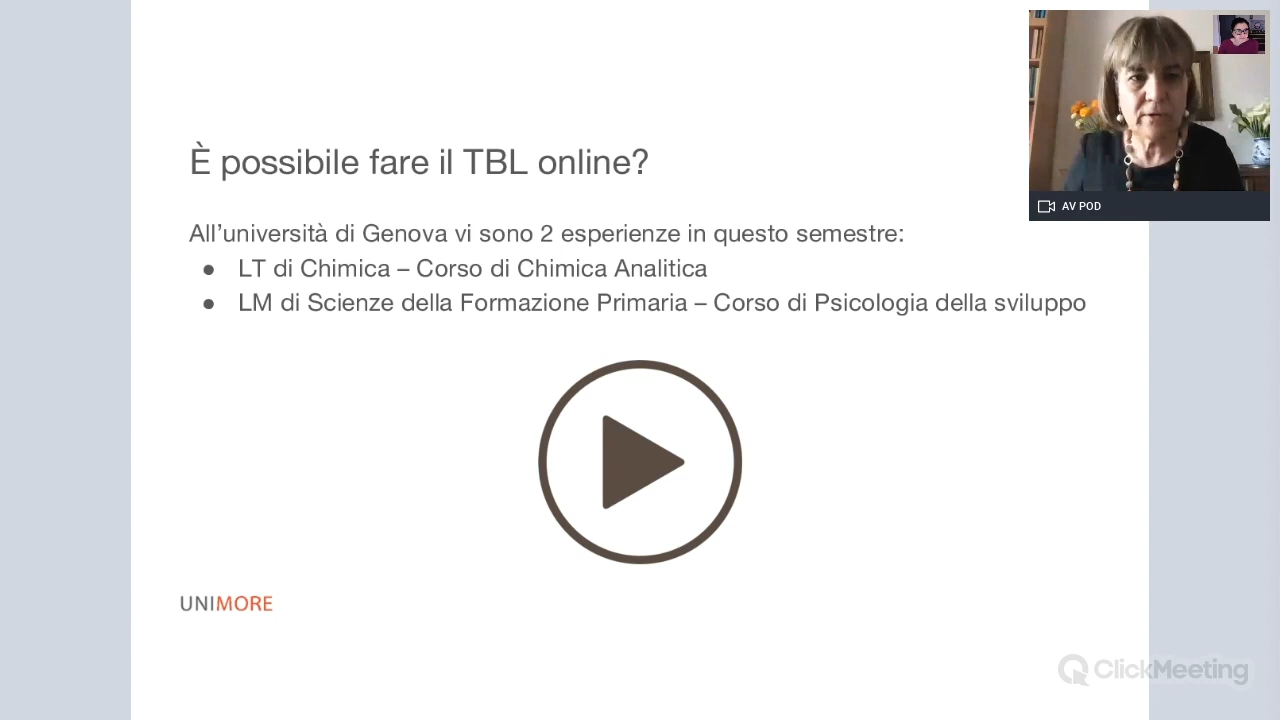 È possibile fare il TBL online?
All’università di Genova vi sono 2 esperienze in questo semestre:
● LT di Chimica – Corso di Chimica Analitica
● LM di Scienze della Formazione Primaria – Corso di Psicologia della sviluppo
UNIMORE
AV POD
ClickMeeting